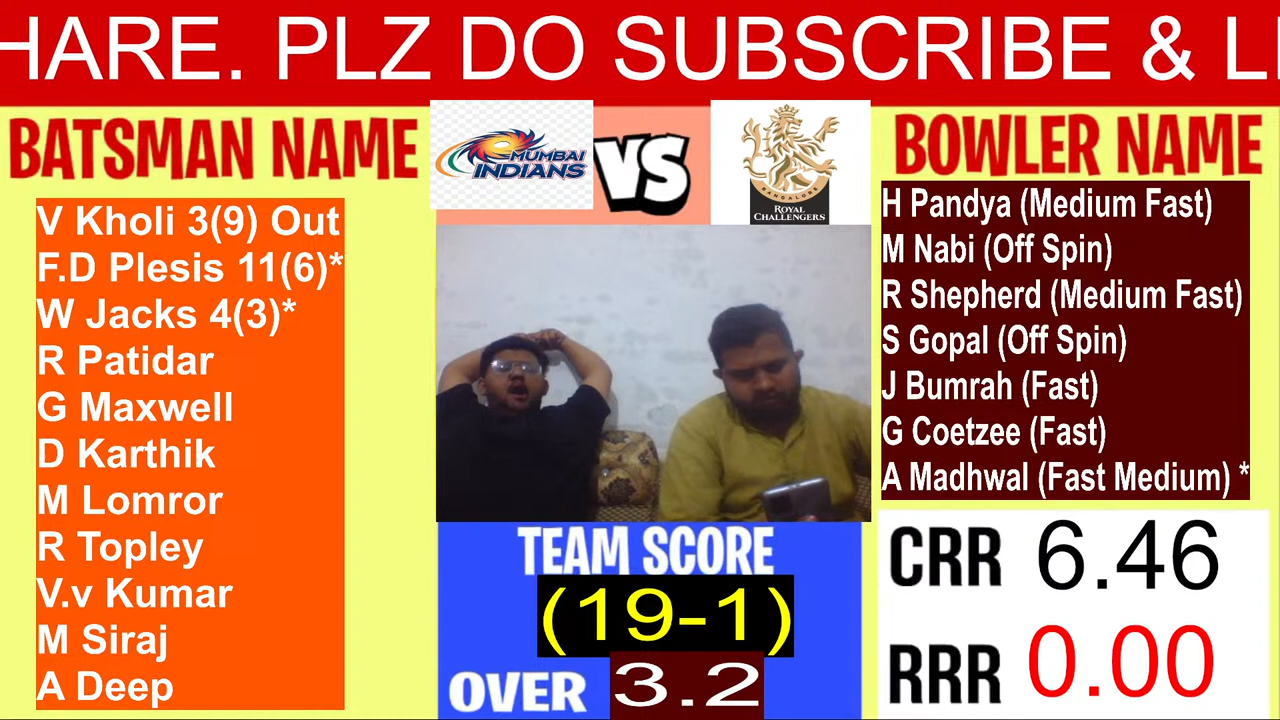 HARE. PLZ DO SUBSCRIBE & L
BATSMAN NAME
MUMBAI
INDIANS
VS
BANGALORE
ROYAL
CHALLENGERS
BOWLER NAME
V Kholi 3(9) Out
F.D Plesis 11(6)*
W Jacks 4(3)*
R Patidar
G Maxwell
D Karthik
M Lomror
R Topley
V.v Kumar
M Siraj
A Deep
H Pandya (Medium Fast)
M Nabi (Off Spin)
R Shepherd (Medium Fast)
S Gopal (Off Spin)
J Bumrah (Fast)
G Coetzee (Fast)
A Madhwal (Fast Medium) *
TEAM SCORE
(19-1)
OVER 3.2
CRR 6.46
RRR 0.00